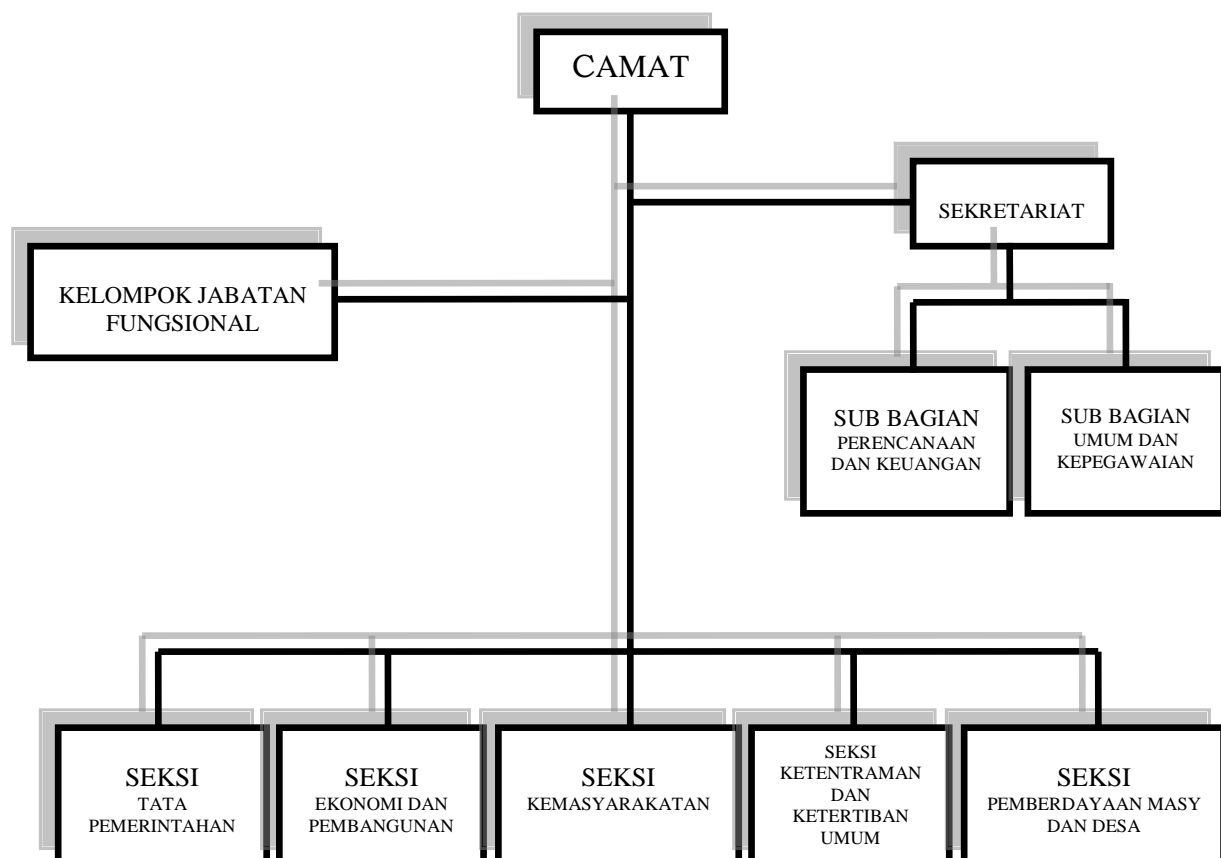 CAMAT
SEKRETARIAT
KELOMPOK JABATAN
FUNGSIONAL
SUB BAGIAN
PERENCANAAN
DAN KEUANGAN
SUB BAGIAN
UMUM DAN
KEPEGAWAIAN
SEKSI
TATA
PEMERINTAHAN
SEKSI
EKONOMI DAN
PEMBANGUNAN
SEKSI
KEMASYARAKATAN
SEKSI
KETENTRAMAN
DAN
KETERTIBAN
UMUM
SEKSI
PEMBERDAYAAN MASY
DAN DESA